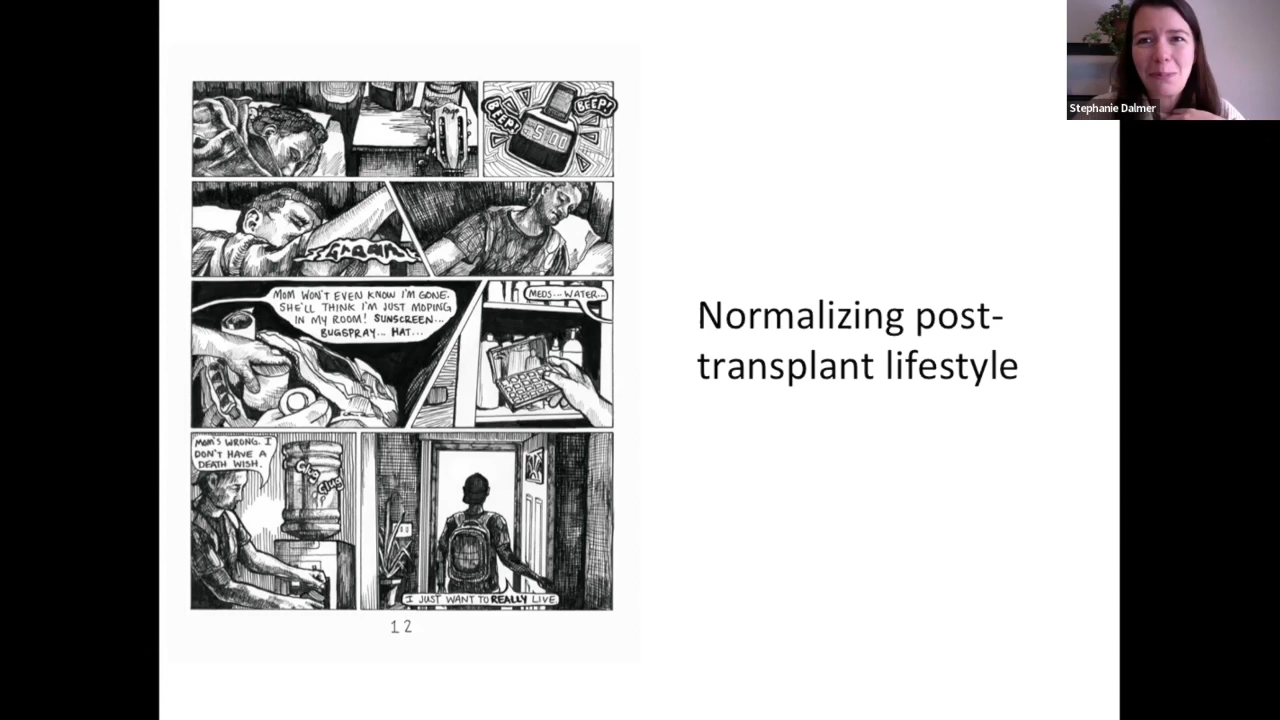 Stephanie Dalmer
BEEP!
BEEP!
5:00
Groan
MOM WON'T EVEN KNOW I'M GONE.
SHE'LL THINK I'M JUST MOPING
IN MY ROOM! SUNSCREEN...
BUGSPRAY... HAT...
MEDS... WATER...
MOM'S WRONG. I
DON'T HAVE A
DEATH WISH.
Glug
Glug
I JUST WANT TO REALLY LIVE.
12
Normalizing post-
transplant lifestyle